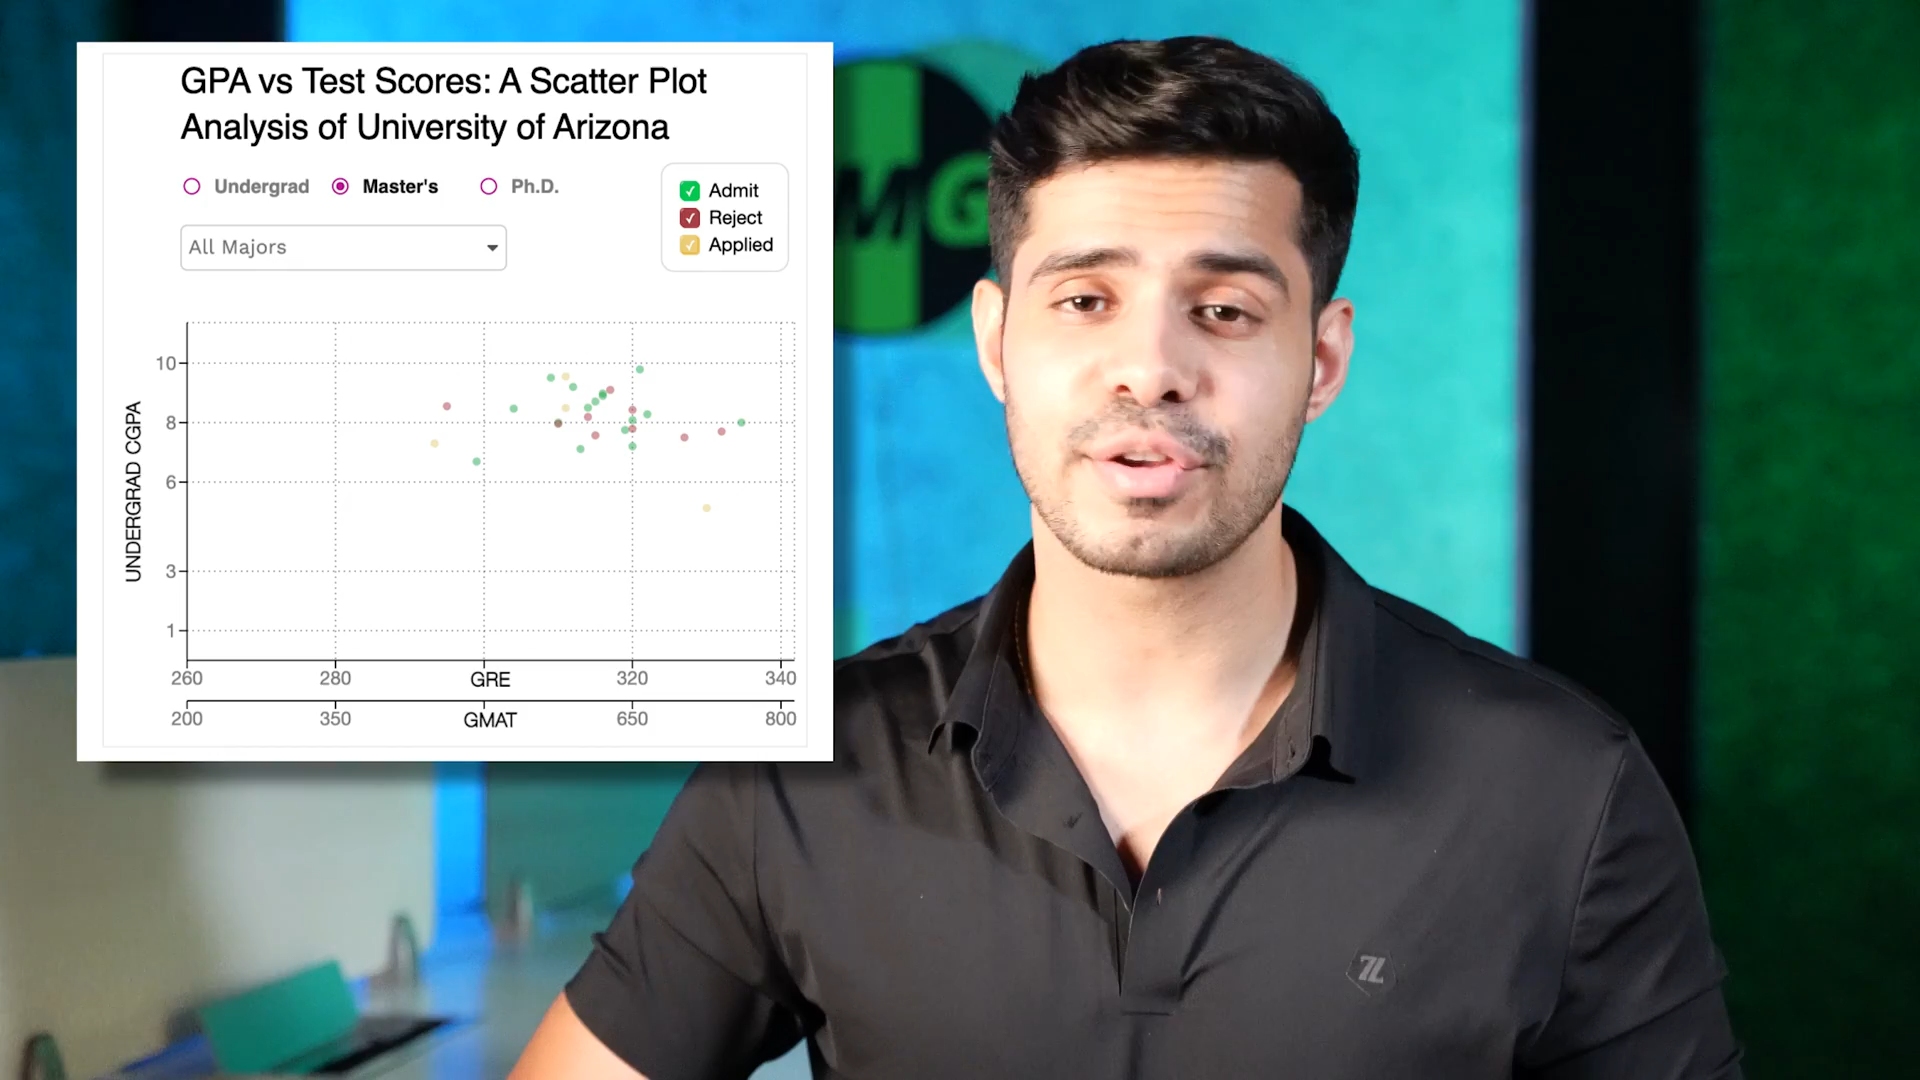 GPA vs Test Scores: A Scatter Plot
Analysis of University of Arizona
Undergrad Master's Ph.D.
All Majors
Admit
Reject
Applied
UNDERGRAD CGPA
10
8
6
3
1
260 280 GRE 320 340
200 350 GMAT 650 800
MG